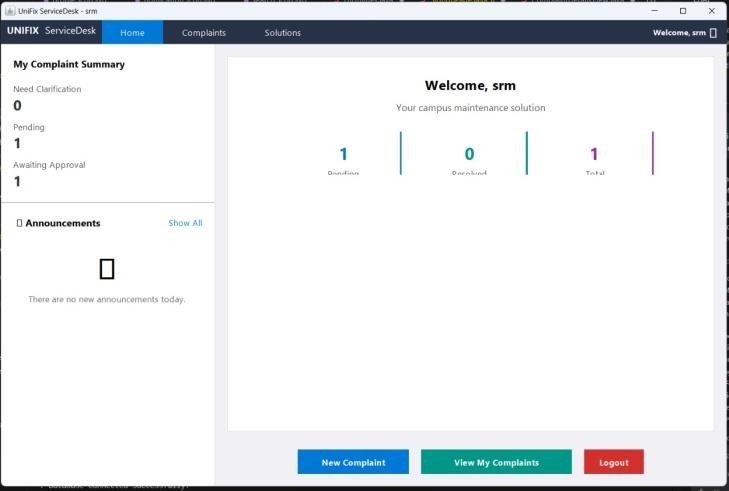 UniFix ServiceDesk - srm
UNIFIX ServiceDesk Home Complaints Solutions Welcome, srm
My Complaint Summary
Need Clarification
0
Pending
1
Awaiting Approval
1
Announcements Show All
There are no new announcements today.
Welcome, srm
Your campus maintenance solution
1 0 1
Pending Resolved Total
New Complaint View My Complaints Logout